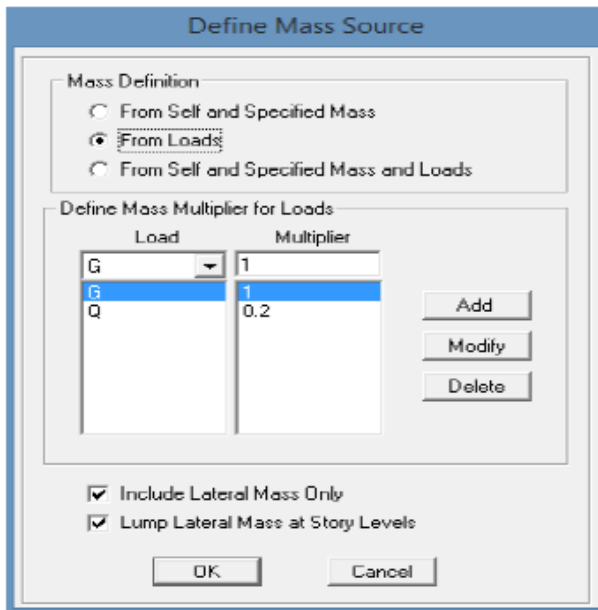 Define Mass Source
Mass Definition
From Self and Specified Mass
From Loads
From Self and Specified Mass and Loads
Define Mass Multiplier for Loads
Load Multiplier
G 1
G 1
Q 0.2
Add
Modify
Delete
Include Lateral Mass Only
Lump Lateral Mass at Story Levels
OK Cancel